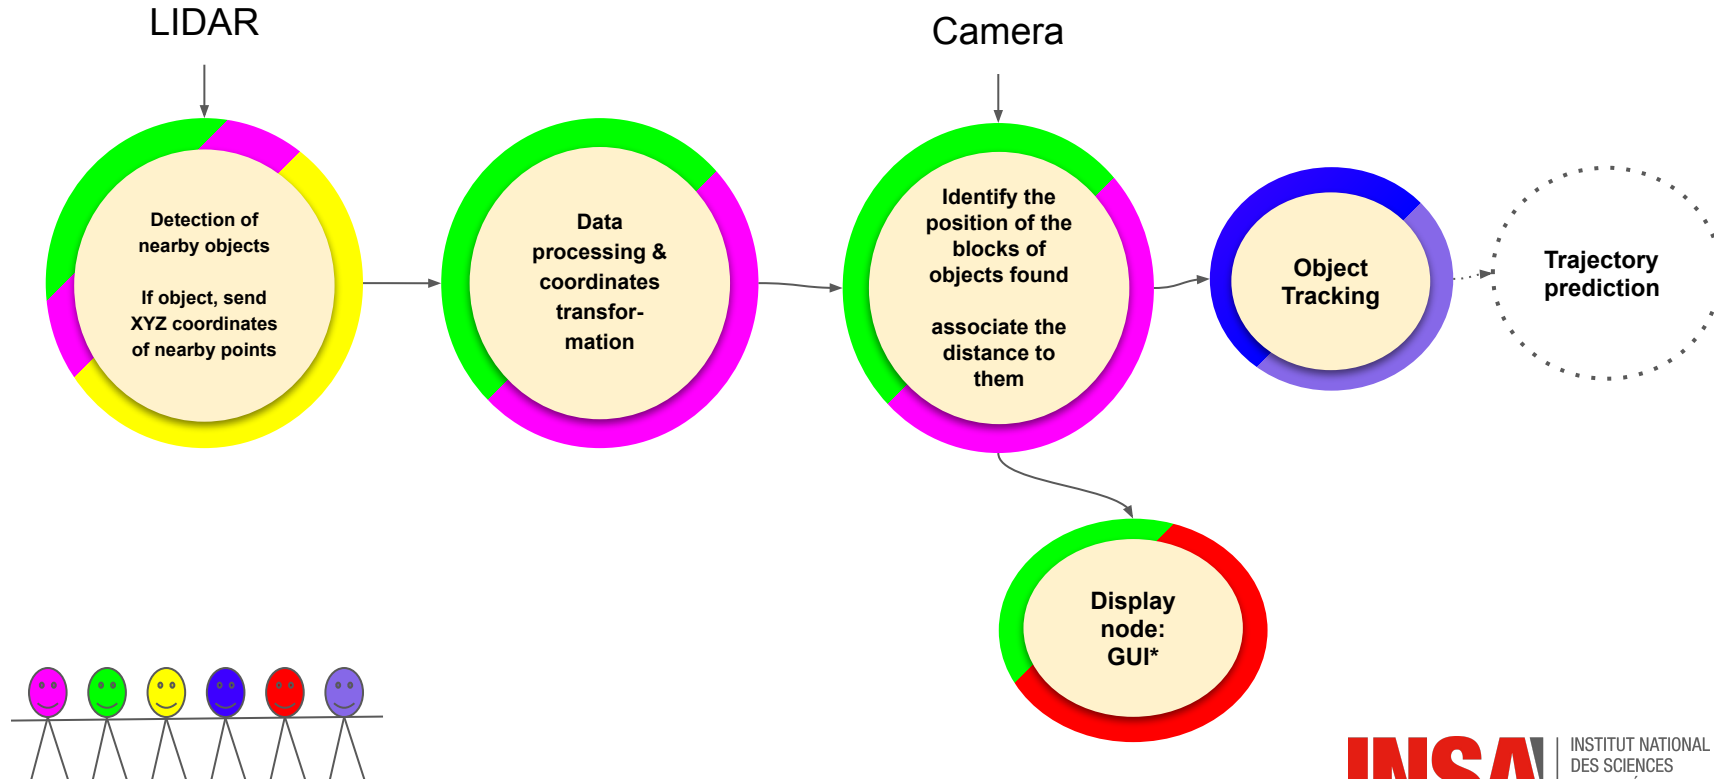 LIDAR
Camera
Detection of
nearby objects
If object, send
XYZ coordinates
of nearby points
Data
processing &
coordinates
transfor-
mation
Identify the
position of the
blocks of
objects found
associate the
distance to
them
Object
Tracking
Trajectory
prediction
Display
node:
GUI*
INSA
INSTITUT NATIONAL
DES SCIENCES